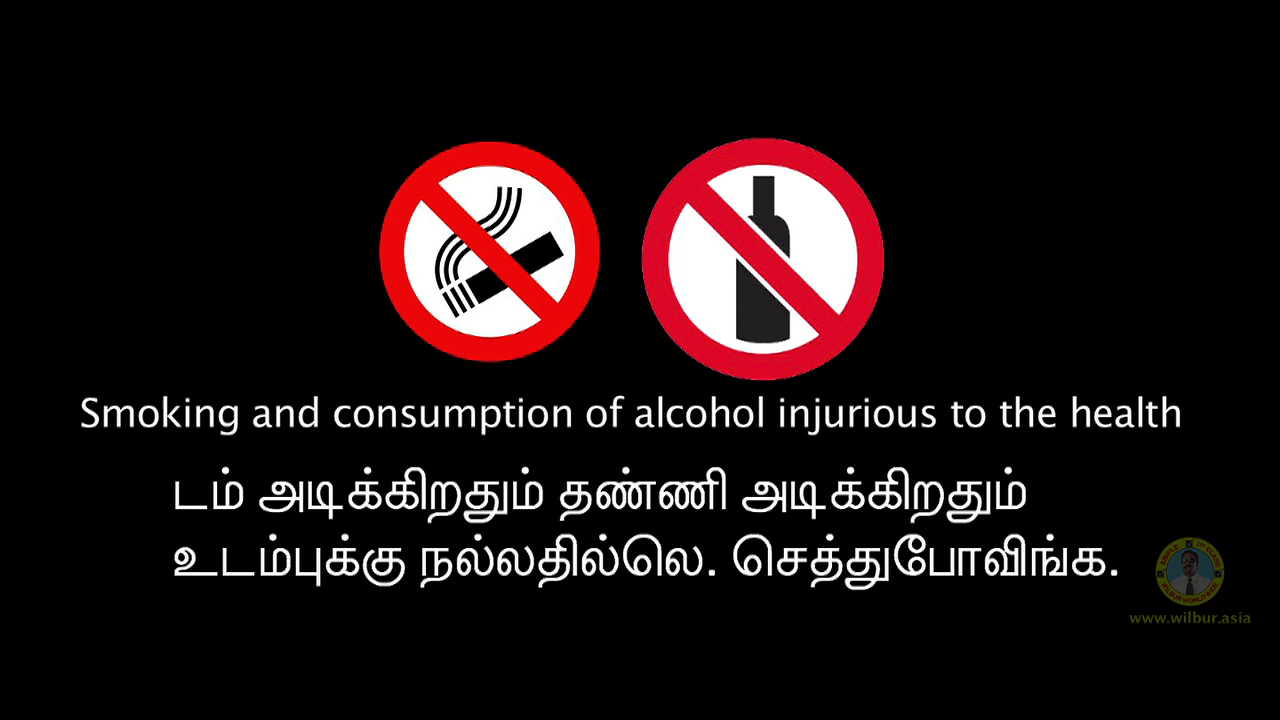 Smoking and consumption of alcohol injurious to the health
டம் அடிக்கிறதும் தண்ணி அடிக்கிறதும்
உடம்புக்கு நல்லதில்லெ. செத்துபோவிங்க.
www.wilbur.asia